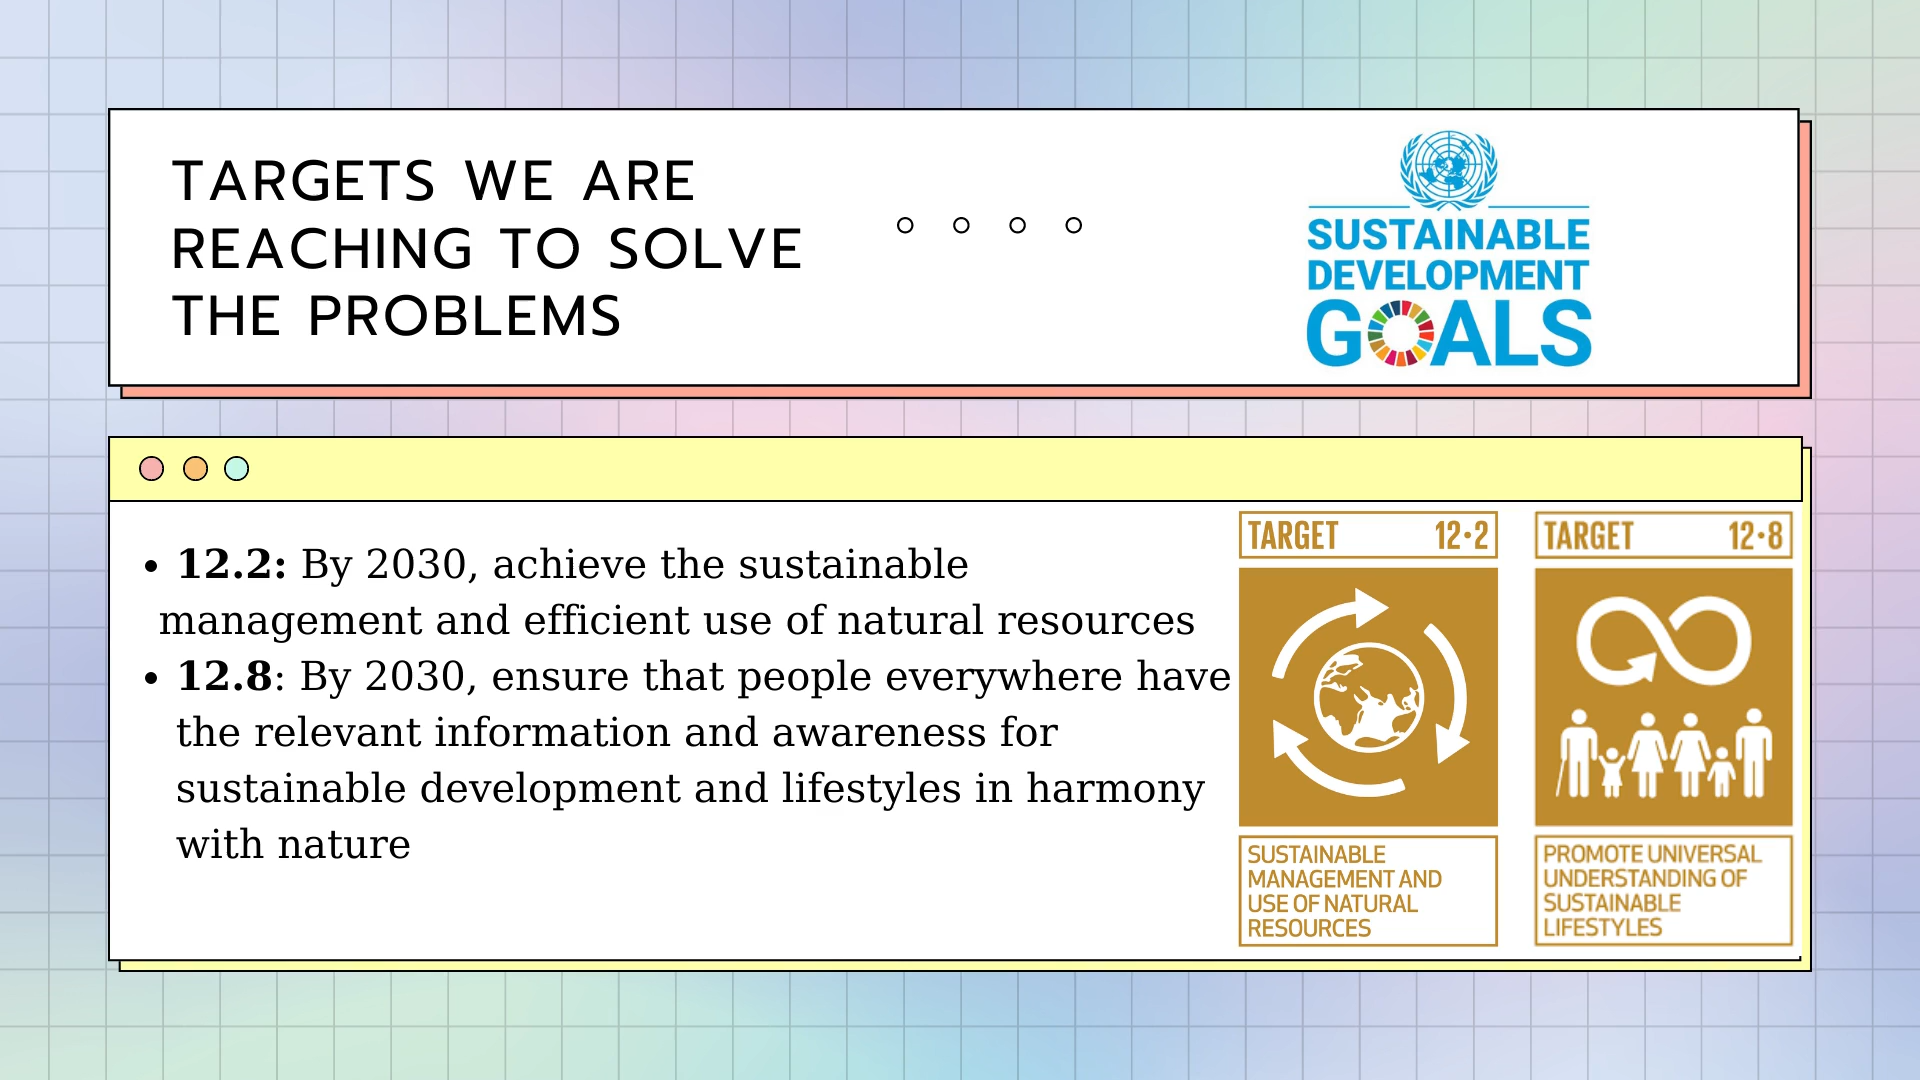 TARGETS WE ARE
REACHING TO SOLVE
THE PROBLEMS
SUSTAINABLE
DEVELOPMENT
GOALS
• 12.2: By 2030, achieve the sustainable
management and efficient use of natural resources
• 12.8: By 2030, ensure that people everywhere have
the relevant information and awareness for
sustainable development and lifestyles in harmony
with nature
TARGET 12·2
SUSTAINABLE
MANAGEMENT AND
USE OF NATURAL
RESOURCES
TARGET 12·8
PROMOTE UNIVERSAL
UNDERSTANDING OF
SUSTAINABLE
LIFESTYLES